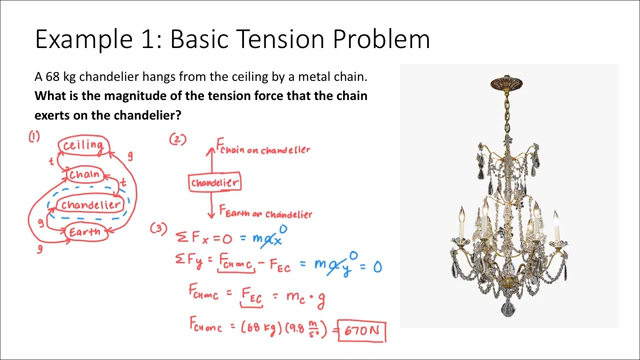 Example 1: Basic Tension Problem
A 68 kg chandelier hangs from the ceiling by a metal chain.
What is the magnitude of the tension force that the chain
exerts on the chandelier?
(1)
Ceiling
t
g
Chain
t
Chandelier
g
Earth
g
(2)
F Chain on chandelier
Chandelier
F Earth on chandelier
(3)
ΣFx = 0 = max 0
ΣFy = FCH on C - FEC = may 0 = 0
FCH on C = FEC = mc · g
FCH on C = (68 kg)(9.8 m/s²) = 670 N